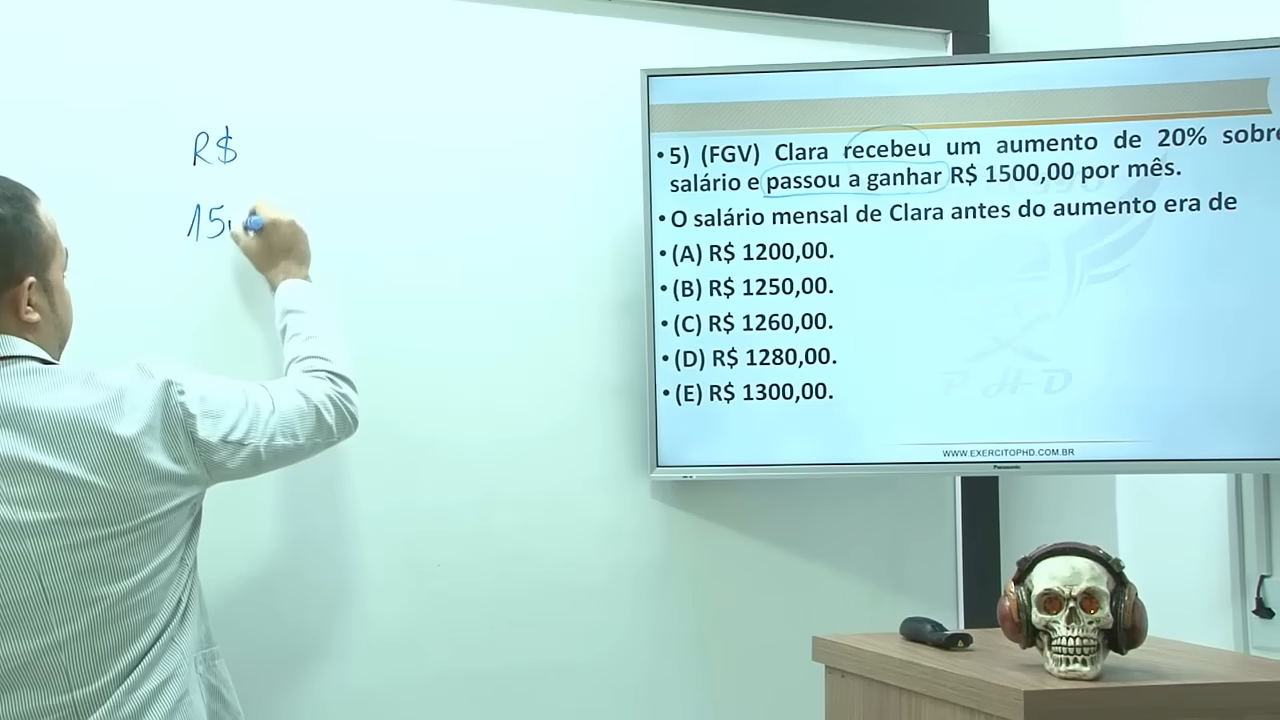 R$
15
• 5) (FGV) Clara recebeu um aumento de 20% sobre
salário e passou a ganhar R$ 1500,00 por mês.
• O salário mensal de Clara antes do aumento era de
• (A) R$ 1200,00.
• (B) R$ 1250,00.
• (C) R$ 1260,00.
• (D) R$ 1280,00.
• (E) R$ 1300,00.
PHD
WWW.EXERCITOPHD.COM.BR
Panasonic